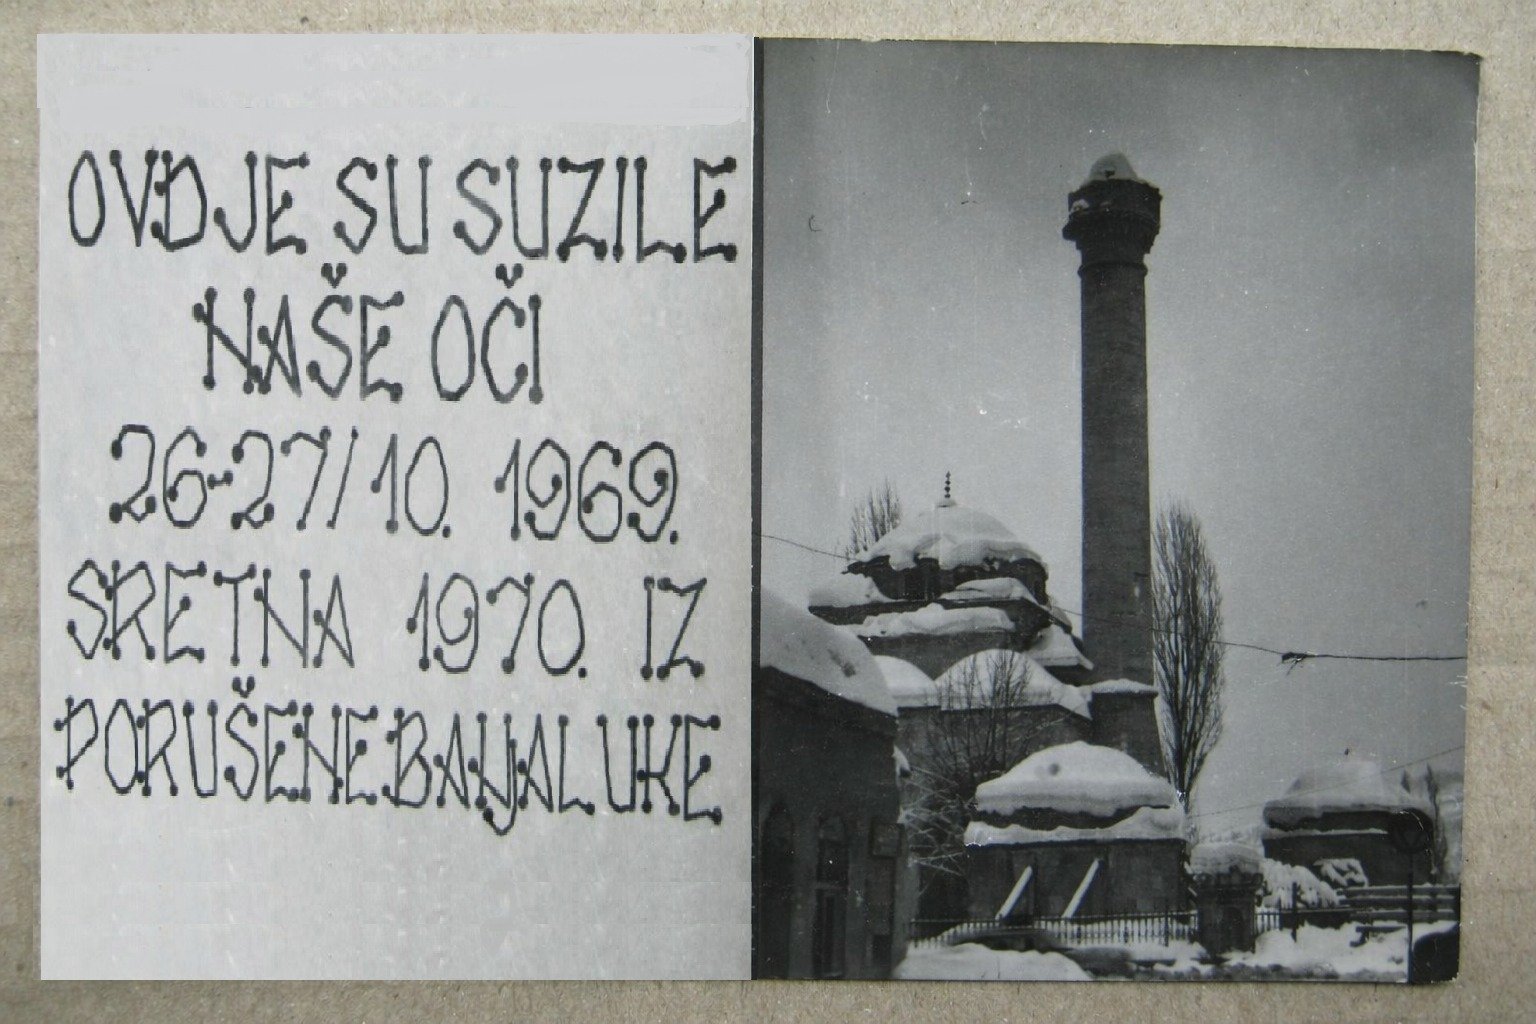 OVDJE SU SUZILE
NAŠE OČI
26-27/10. 1969.
SRETNA 1970. IZ
PORUŠENE BANJALUKE